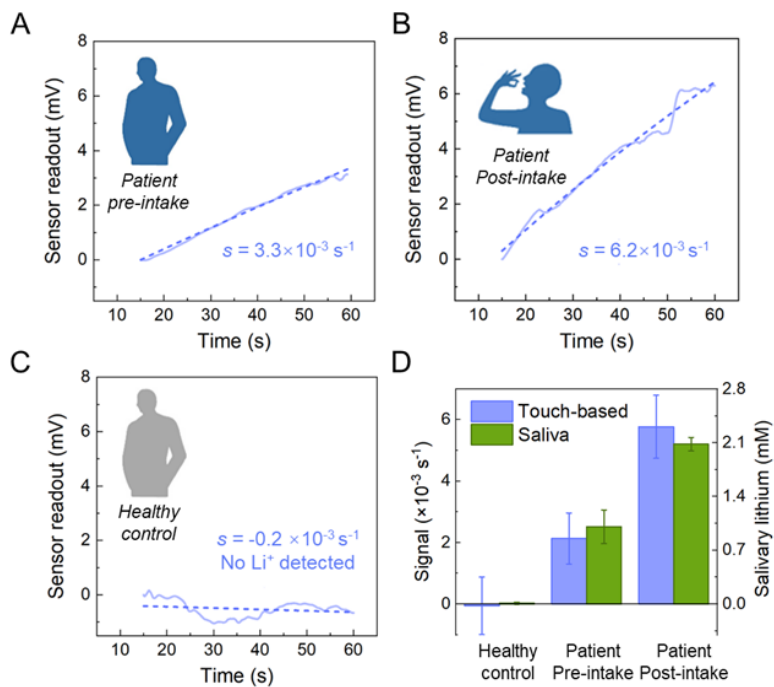 A
8
6
4
2
0
Sensor readout (mV)
Patient
pre-intake
s = 3.3×10⁻³ s⁻¹
10 20 30 40 50 60
Time (s)
B
8
6
4
2
0
Sensor readout (mV)
Patient
Post-intake
s = 6.2×10⁻³ s⁻¹
10 20 30 40 50 60
Time (s)
C
8
6
4
2
0
Sensor readout (mV)
Healthy
control
s = -0.2 ×10⁻³ s⁻¹
No Li⁺ detected
10 20 30 40 50 60
Time (s)
D
6
4
2
0
Signal (×10⁻³ s⁻¹)
Touch-based
Saliva
2.8
2.1
1.4
0.7
0.0
Salivary lithium (mM)
Healthy
control
Patient
Pre-intake
Patient
Post-intake